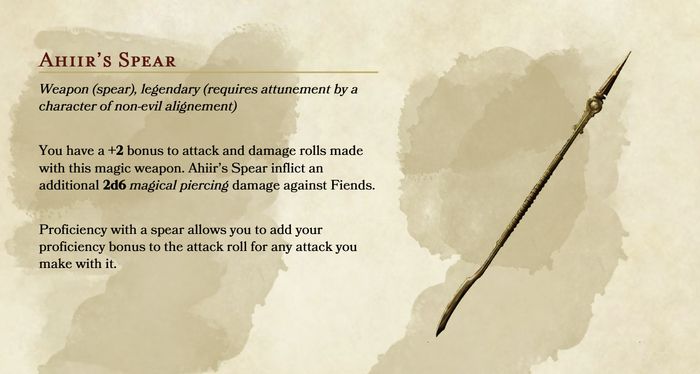 Ahiir's Spear
Weapon (spear), legendary (requires attunement by a
character of non-evil alignement)
You have a +2 bonus to attack and damage rolls made
with this magic weapon. Ahiir's Spear inflict an
additional 2d6 magical piercing damage against Fiends.
Proficiency with a spear allows you to add your
proficiency bonus to the attack roll for any attack you
make with it.